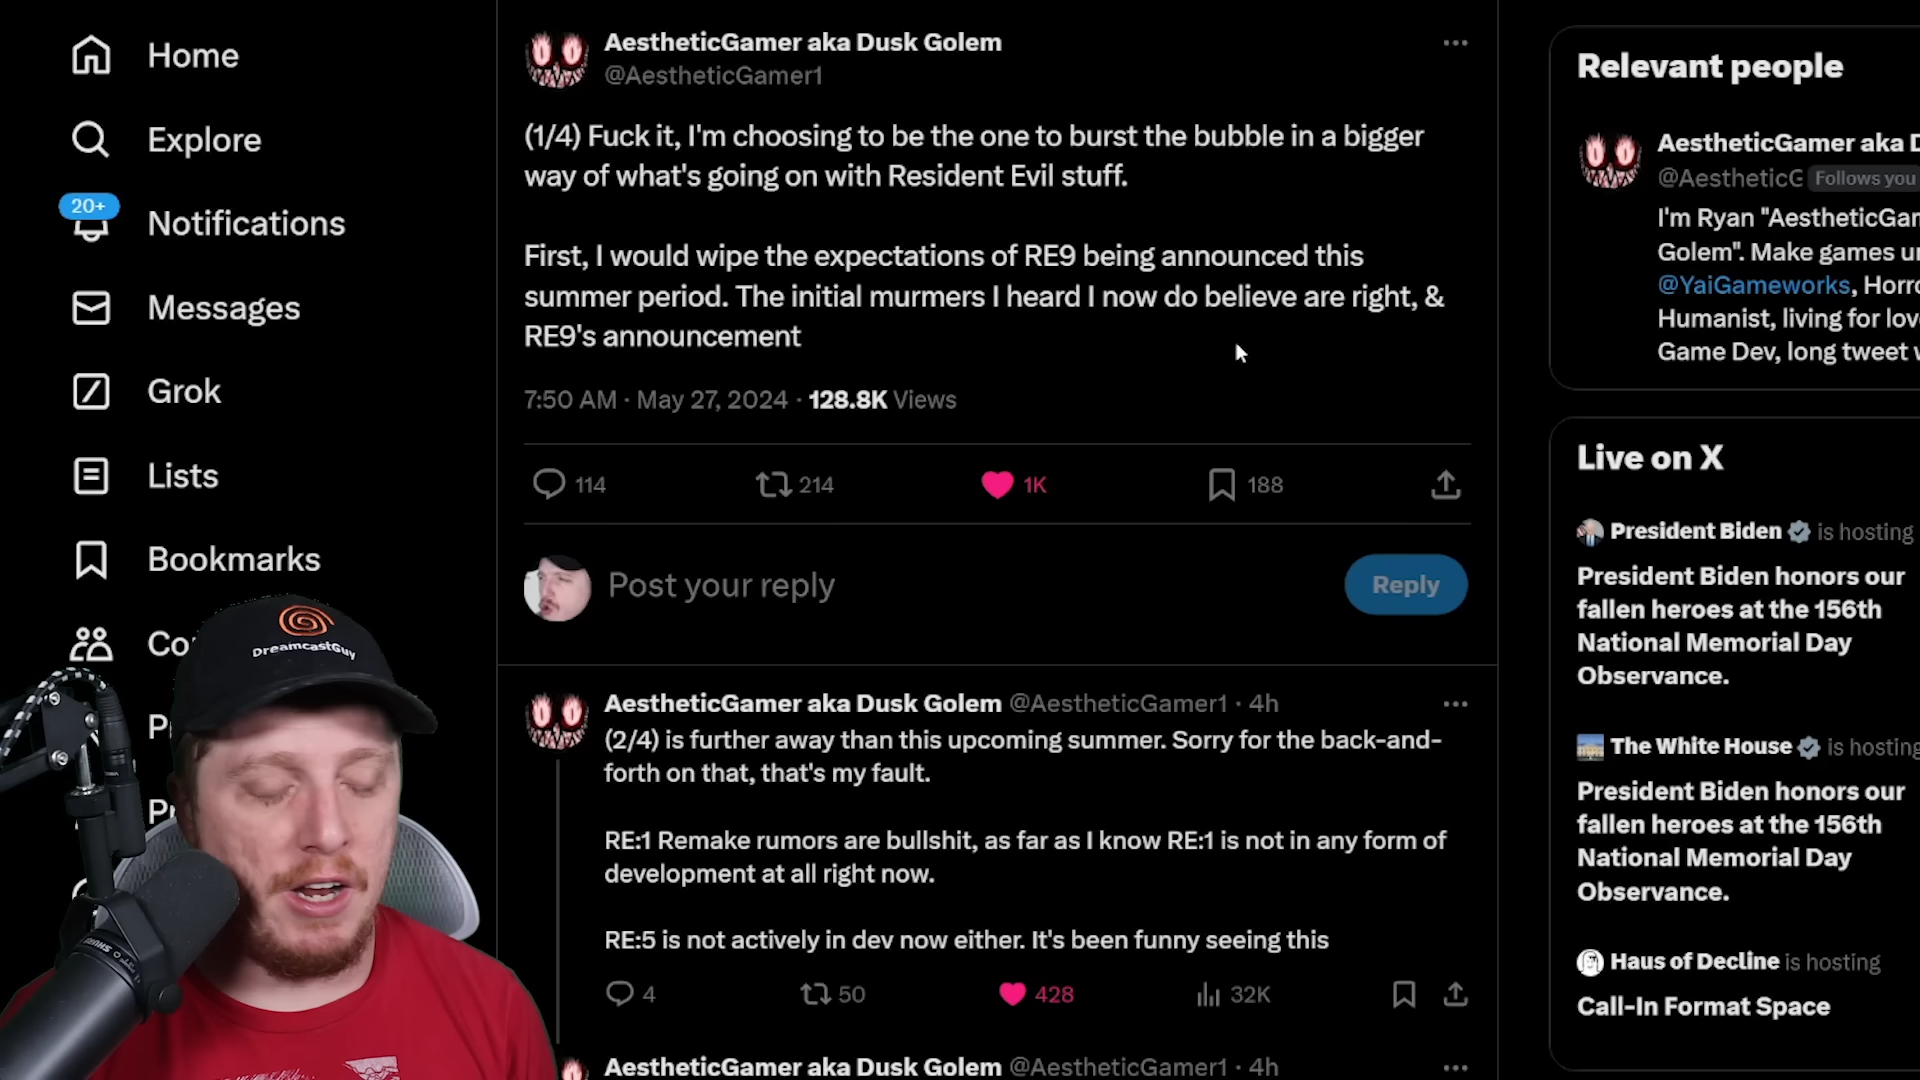 Home
Explore
20+
Notifications
Messages
Grok
Lists
Bookmarks
Co
P
Pr
DreamcastGuy
AestheticGamer aka Dusk Golem
@AestheticGamer1
(1/4) Fuck it, I'm choosing to be the one to burst the bubble in a bigger
way of what's going on with Resident Evil stuff.
First, I would wipe the expectations of RE9 being announced this
summer period. The initial murmers I heard I now do believe are right, &
RE9's announcement
7:50 AM · May 27, 2024 · 128.8K Views
114 214 1K 188
Post your reply
Reply
AestheticGamer aka Dusk Golem @AestheticGamer1 · 4h
(2/4) is further away than this upcoming summer. Sorry for the back-and-
forth on that, that's my fault.
RE:1 Remake rumors are bullshit, as far as I know RE:1 is not in any form of
development at all right now.
RE:5 is not actively in dev now either. It's been funny seeing this
4 50 428 32K
AestheticGamer aka Dusk Golem @AestheticGamer1 · 4h
Relevant people
AestheticGamer aka D
@AestheticG Follows you
I'm Ryan "AestheticGam
Golem". Make games un
@YaiGameworks, Horro
Humanist, living for love
Game Dev, long tweet w
Live on X
President Biden is hosting
President Biden honors our
fallen heroes at the 156th
National Memorial Day
Observance.
The White House is hosting
President Biden honors our
fallen heroes at the 156th
National Memorial Day
Observance.
Haus of Decline is hosting
Call-In Format Space
SHURE